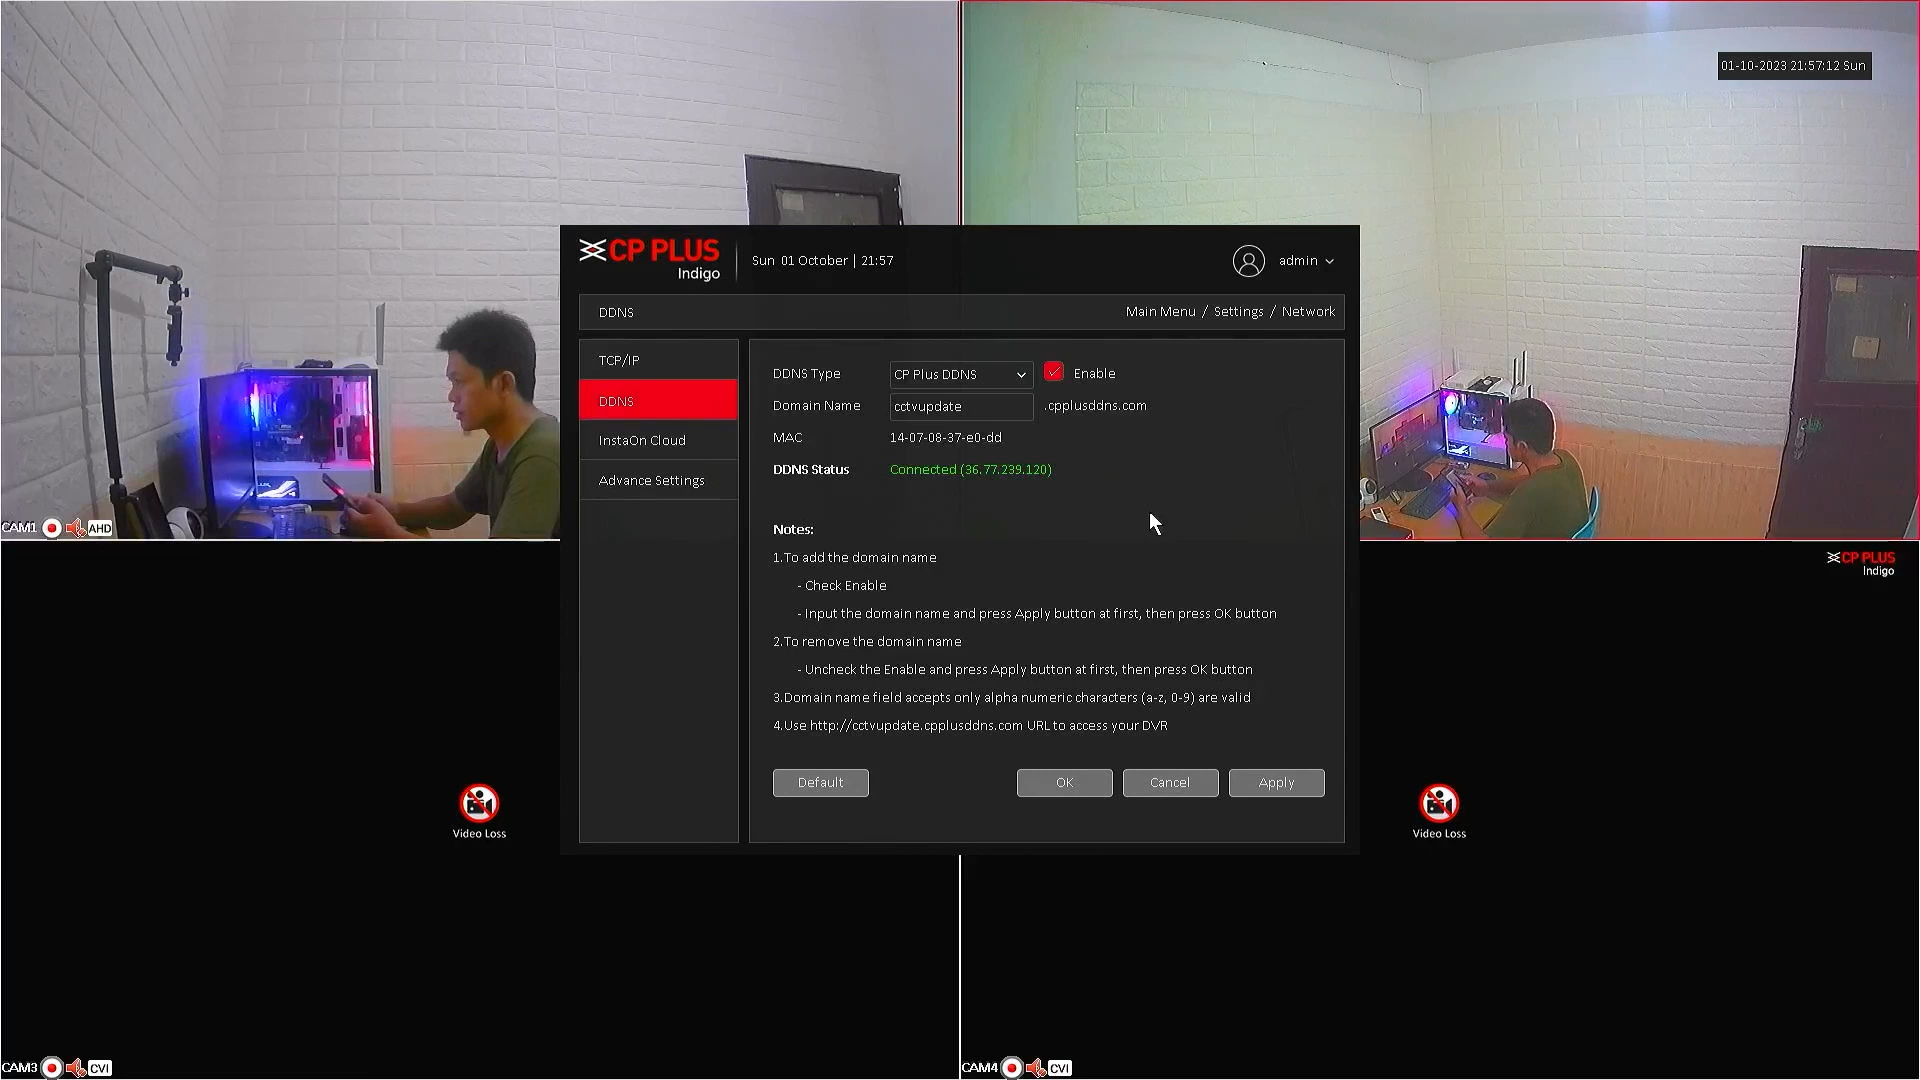 01-10-2023 21:57:12 Sun
CP PLUS
Indigo
Sun 01 October | 21:57
admin
DDNS
Main Menu / Settings / Network
TCP/IP
DDNS
InstaOn Cloud
Advance Settings
DDNS Type CP Plus DDNS Enable
Domain Name cctvupdate .cpplusddns.com
MAC 14-07-08-37-e0-dd
DDNS Status Connected (36.77.239.120)
Notes:
1.To add the domain name
- Check Enable
- Input the domain name and press Apply button at first, then press OK button
2.To remove the domain name
- Uncheck the Enable and press Apply button at first, then press OK button
3.Domain name field accepts only alpha numeric characters (a-z, 0-9) are valid
4.Use http://cctvupdate.cpplusddns.com URL to access your DVR
Default OK Cancel Apply
CAM1 AHD
CP PLUS
Indigo
Video Loss
Video Loss
CAM3 CVI
CAM4 CVI